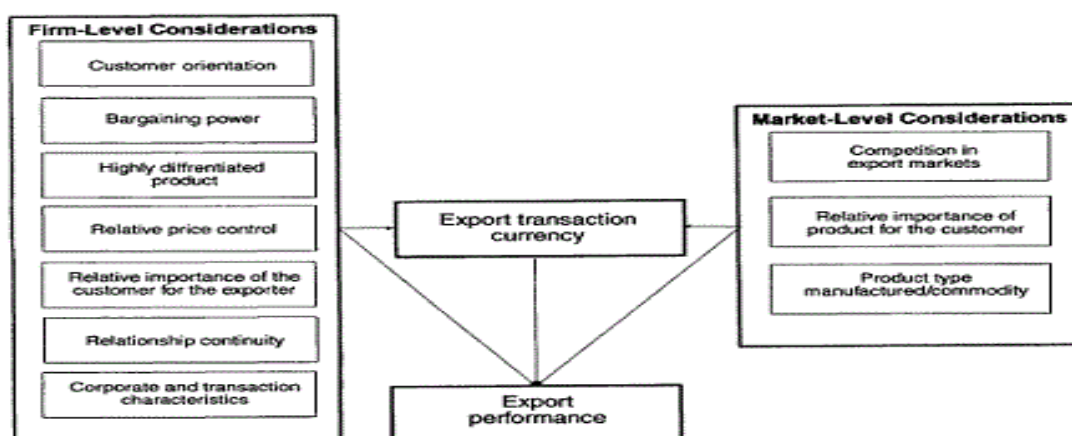 Firm-Level Considerations
Customer orientation
Bargaining power
Highly diffrentiated
product
Relative price control
Relative importance of the
customer for the exporter
Relationship continuity
Corporate and transaction
characteristics
Export transaction
currency
Export
performance
Market-Level Considerations
Competition in
export markets
Relative importance of
product for the customer
Product type
manufactured/commodity